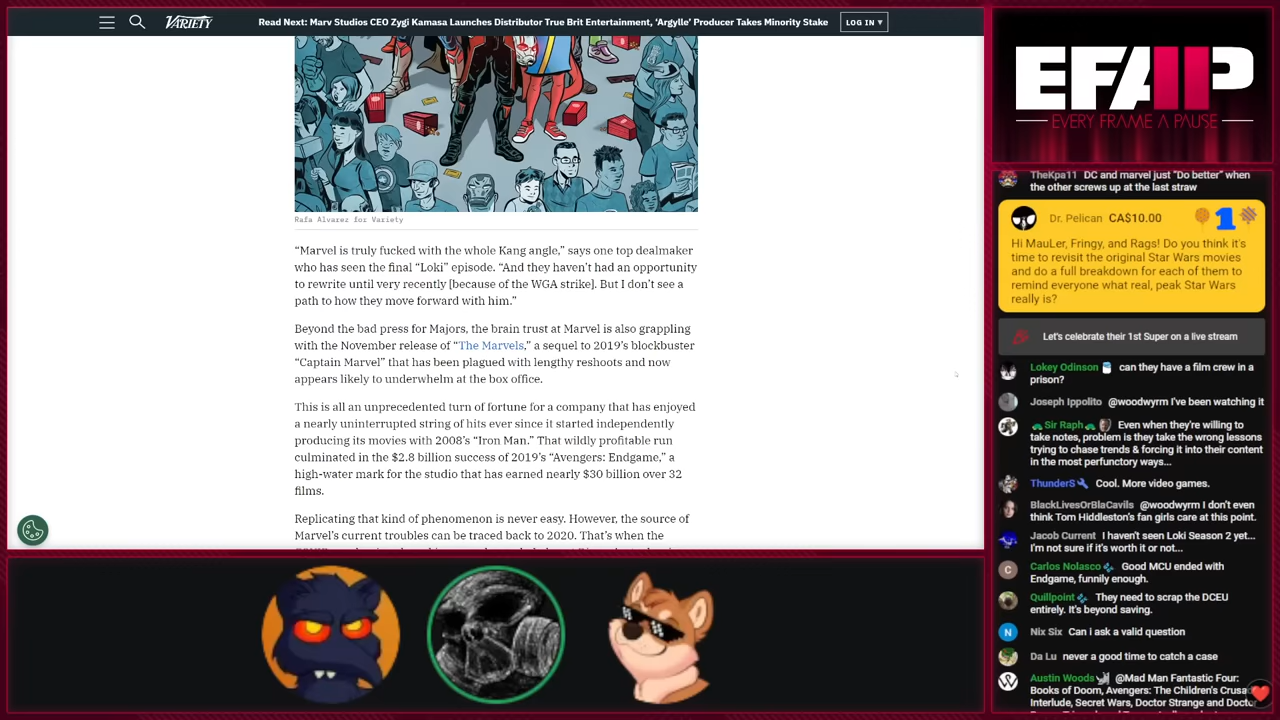 VARIETY
Read Next: Marv Studios CEO Zygi Kamasa Launches Distributor True Brit Entertainment, ‘Argylle’ Producer Takes Minority Stake
LOG IN ▾
Rafa Alvarez for Variety
“Marvel is truly fucked with the whole Kang angle,” says one top dealmaker
who has seen the final “Loki” episode. “And they haven’t had an opportunity
to rewrite until very recently [because of the WGA strike]. But I don’t see a
path to how they move forward with him.”
Beyond the bad press for Majors, the brain trust at Marvel is also grappling
with the November release of “The Marvels,” a sequel to 2019’s blockbuster
“Captain Marvel” that has been plagued with lengthy reshoots and now
appears likely to underwhelm at the box office.
This is all an unprecedented turn of fortune for a company that has enjoyed
a nearly uninterrupted string of hits ever since it started independently
producing its movies with 2008’s “Iron Man.” That wildly profitable run
culminated in the $2.8 billion success of 2019’s “Avengers: Endgame,” a
high-water mark for the studio that has earned nearly $30 billion over 32
films.
Replicating that kind of phenomenon is never easy. However, the source of
Marvel’s current troubles can be traced back to 2020. That’s when the
EFAP
EVERY FRAME A PAUSE
TheKpa11 DC and marvel just "Do better" when
the other screws up at the last straw
Dr. Pelican CA$10.00
1
Hi MauLer, Fringy, and Rags! Do you think it's
time to revisit the original Star Wars movies
and do a full breakdown for each of them to
remind everyone what real, peak Star Wars
really is?
Let's celebrate their 1st Super on a live stream
Lokey Odinson can they have a film crew in a
prison?
Joseph Ippolito @woodwyrm I've been watching it
Sir Raph Even when they're willing to
take notes, problem is they take the wrong lessons
trying to chase trends & forcing it into their content
in the most perfunctory ways...
ThunderS Cool. More video games.
BlackLivesOrBlaCavils @woodwyrm I don't even
think Tom Hiddleston's fan girls care at this point.
Jacob Current I haven't seen Loki Season 2 yet...
I'm not sure if it's worth it or not...
Carlos Nolasco Good MCU ended with
Endgame, funnily enough.
Quillpoint They need to scrap the DCEU
entirely. It's beyond saving.
N
Nix Six Can i ask a valid question
Da Lu never a good time to catch a case
Austin Woods @Mad Man Fantastic Four:
Books of Doom, Avengers: The Children's Crusade
Interlude, Secret Wars, Doctor Strange and Doctor